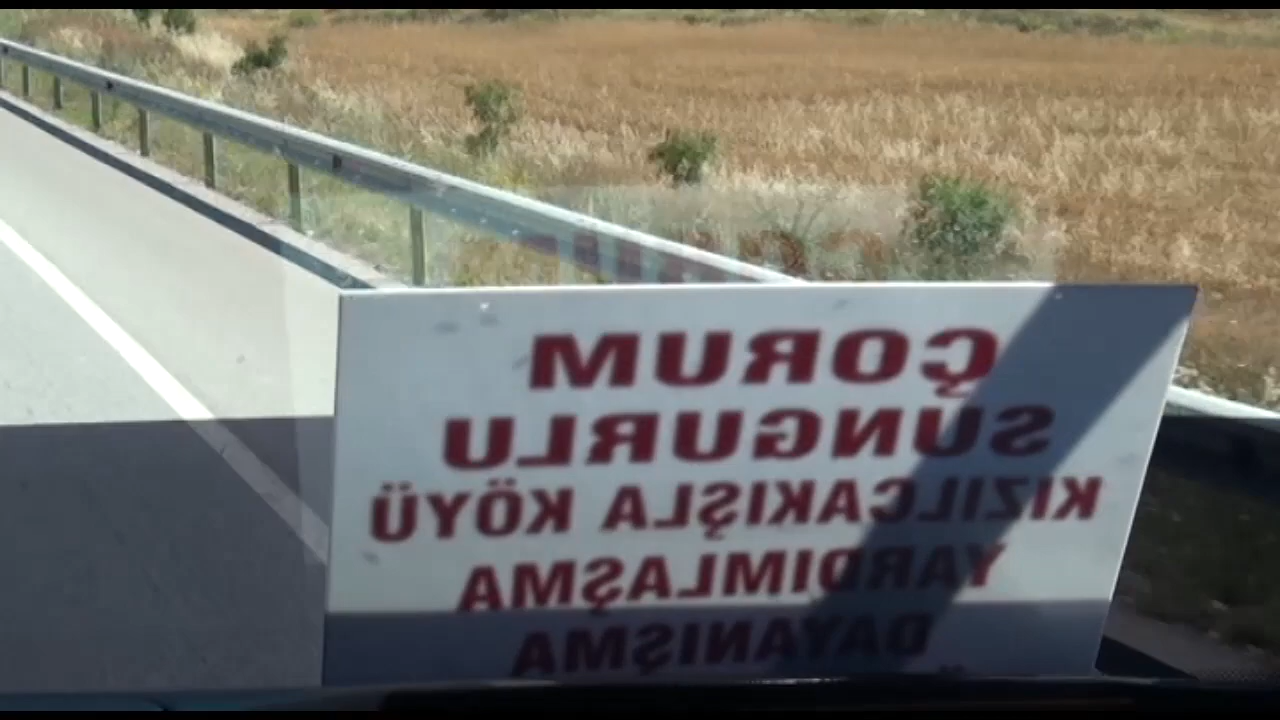 ÇORUM
SUNGURLU
KIZILCAKIŞLA KÖYÜ
YARDIMLAŞMA
DAYANIŞMA